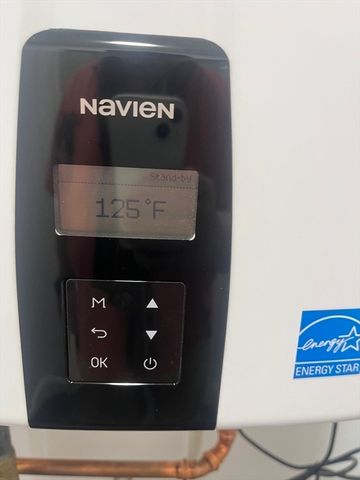 NAVIEN
Stand-by
125°F
M
OK
energy
ENERGY STAR